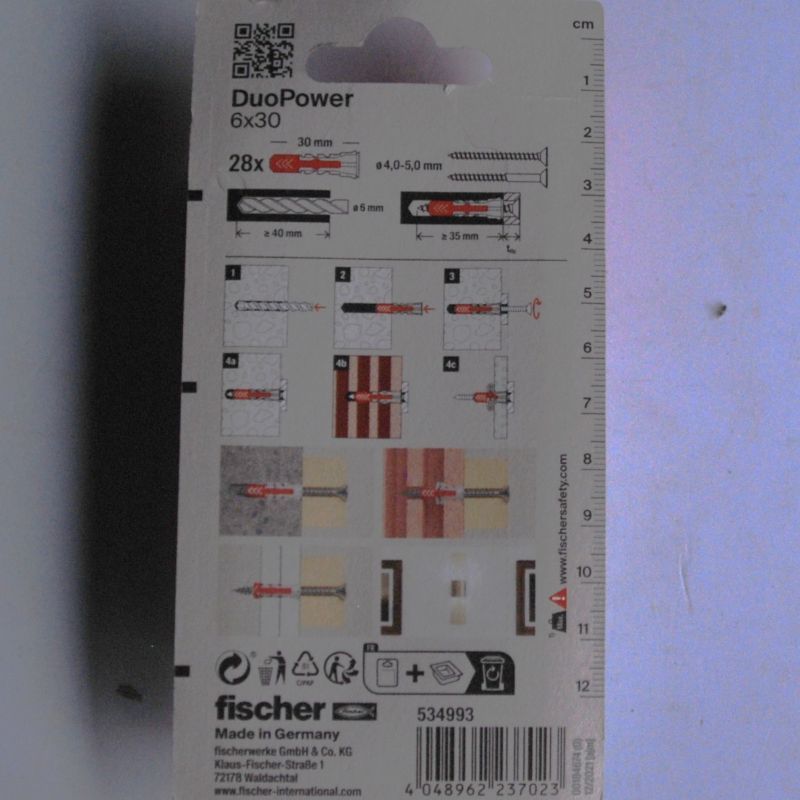 cm
DuoPower
6x30
30 mm
28x
ø 4,0-5,0 mm
ø 6 mm
≥ 40 mm
≥ 35 mm
1
2
3
4a
4b
4c
1
2
3
4
5
6
7
8
9
10
11
12
www.fischersafety.com
FR
C/PAP
fischer
534993
Made in Germany
fischerwerke GmbH & Co. KG
Klaus-Fischer-Straße 1
72178 Waldachtal
www.fischer-international.com
4 048962 237023